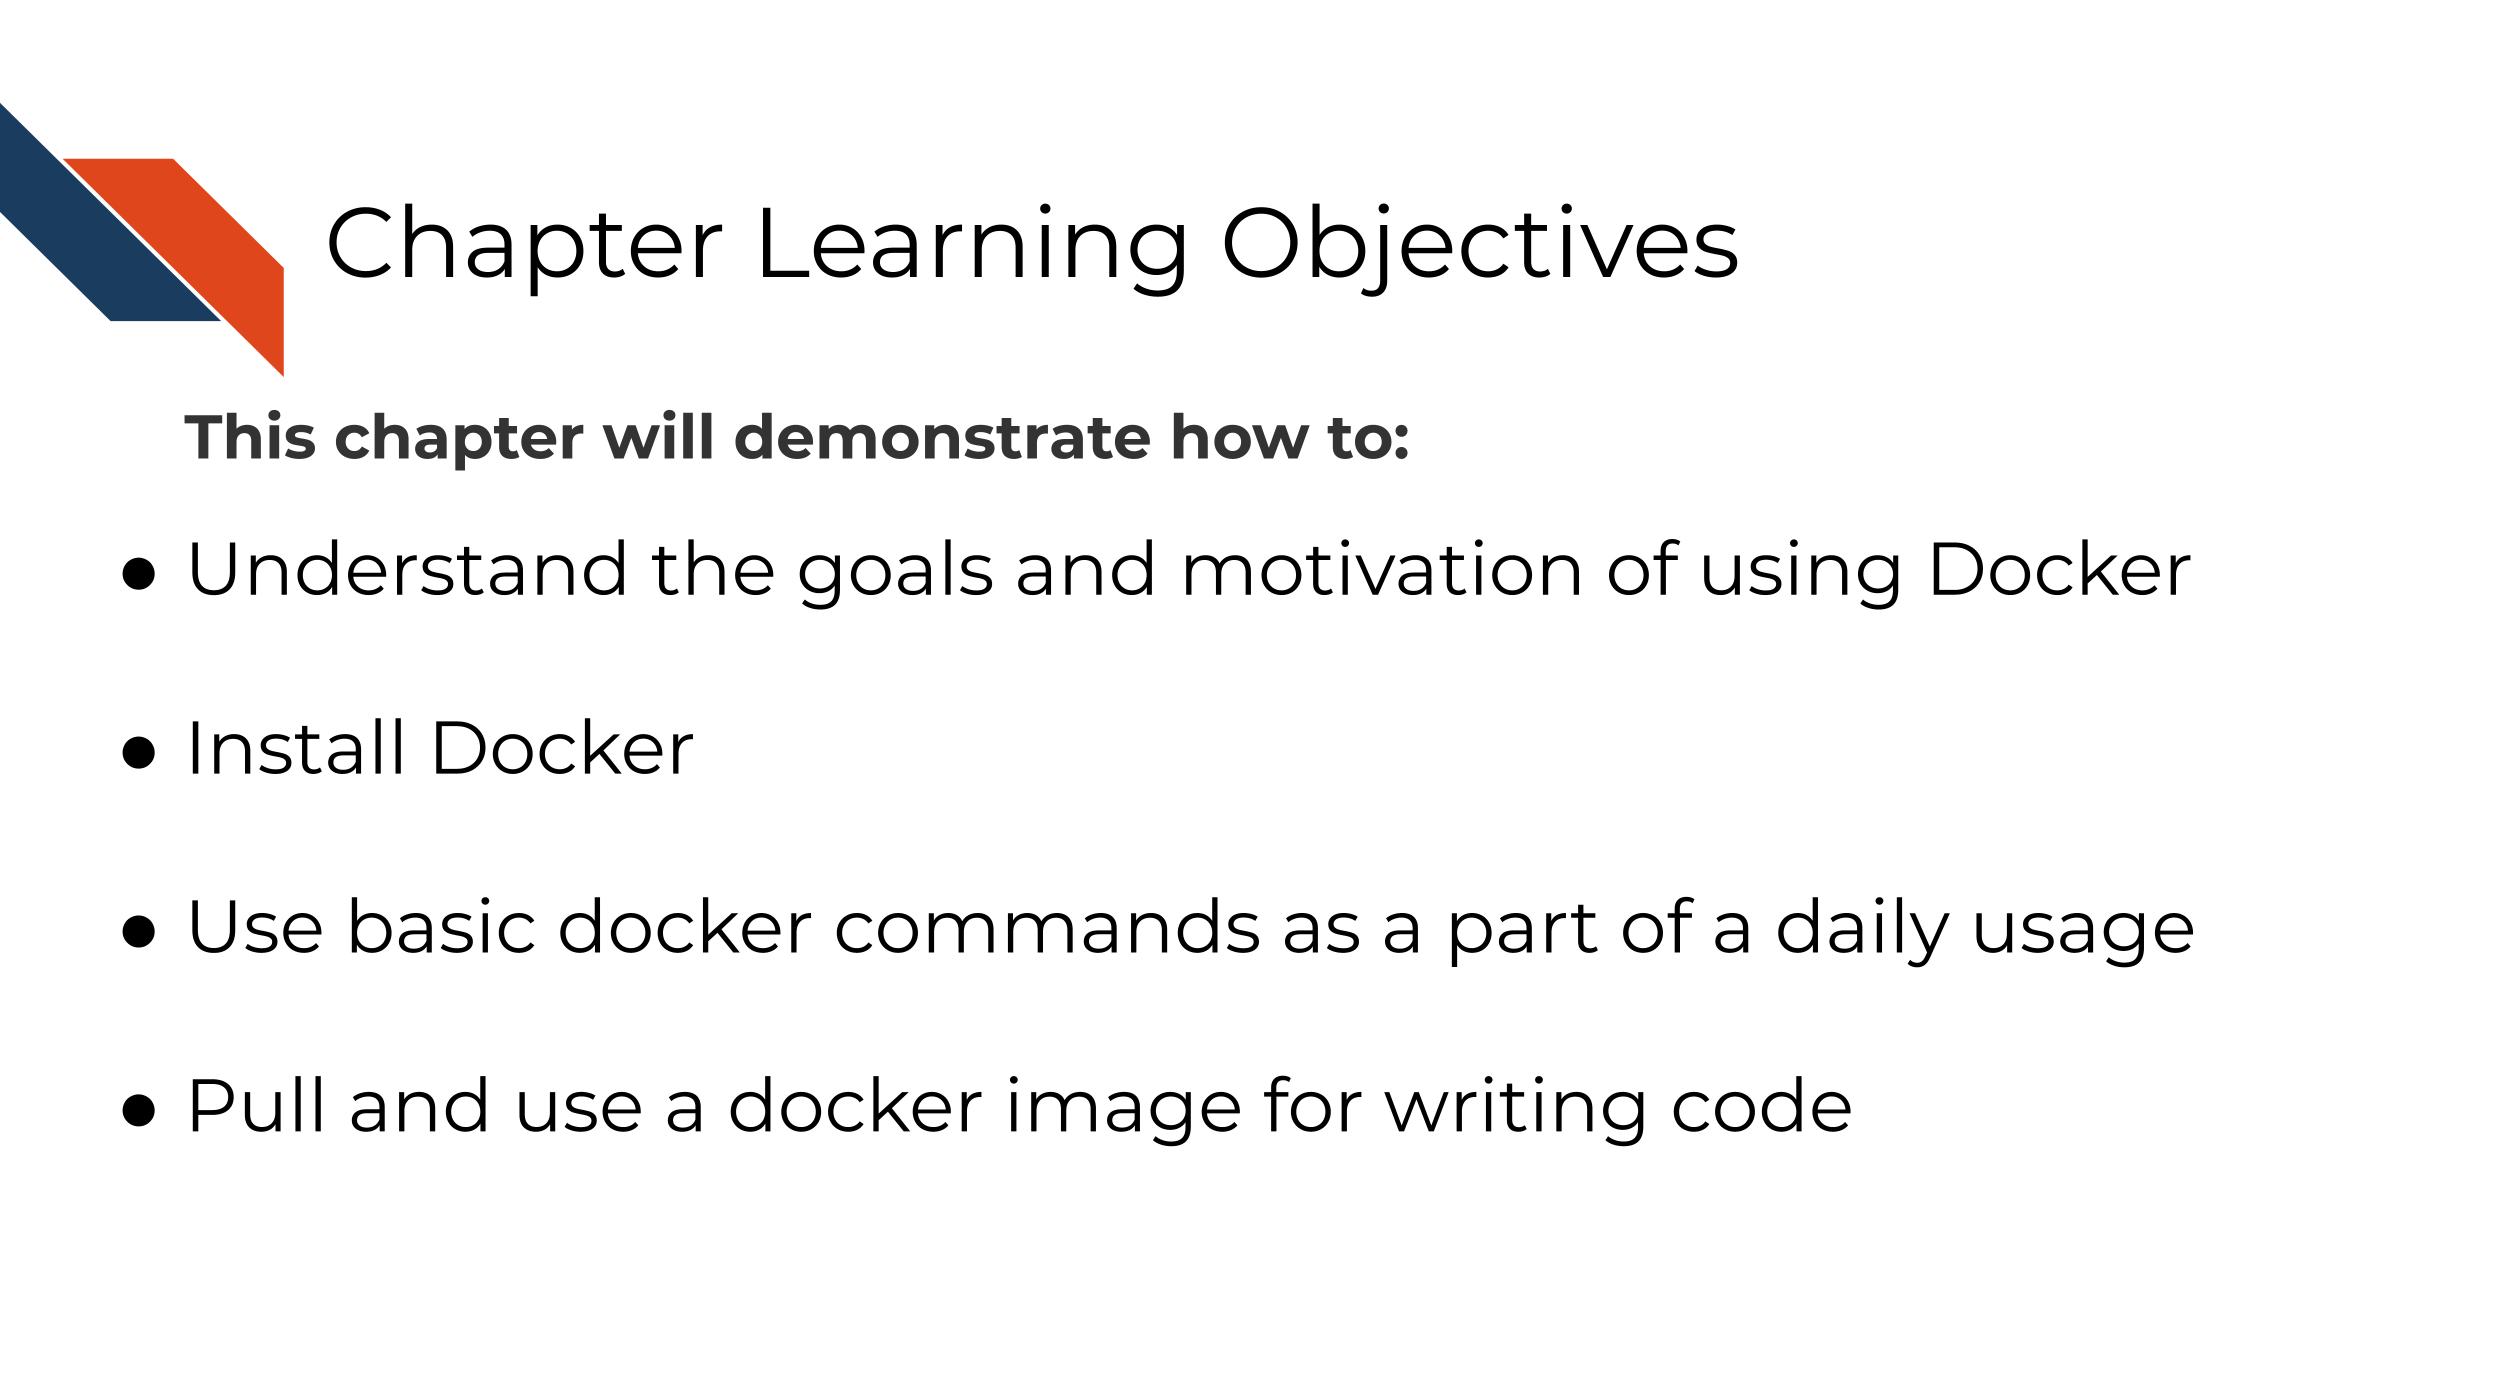 Chapter Learning Objectives
This chapter will demonstrate how to:
● Understand the goals and motivation of using Docker
● Install Docker
● Use basic docker commands as a part of daily usage
● Pull and use a docker image for writing code